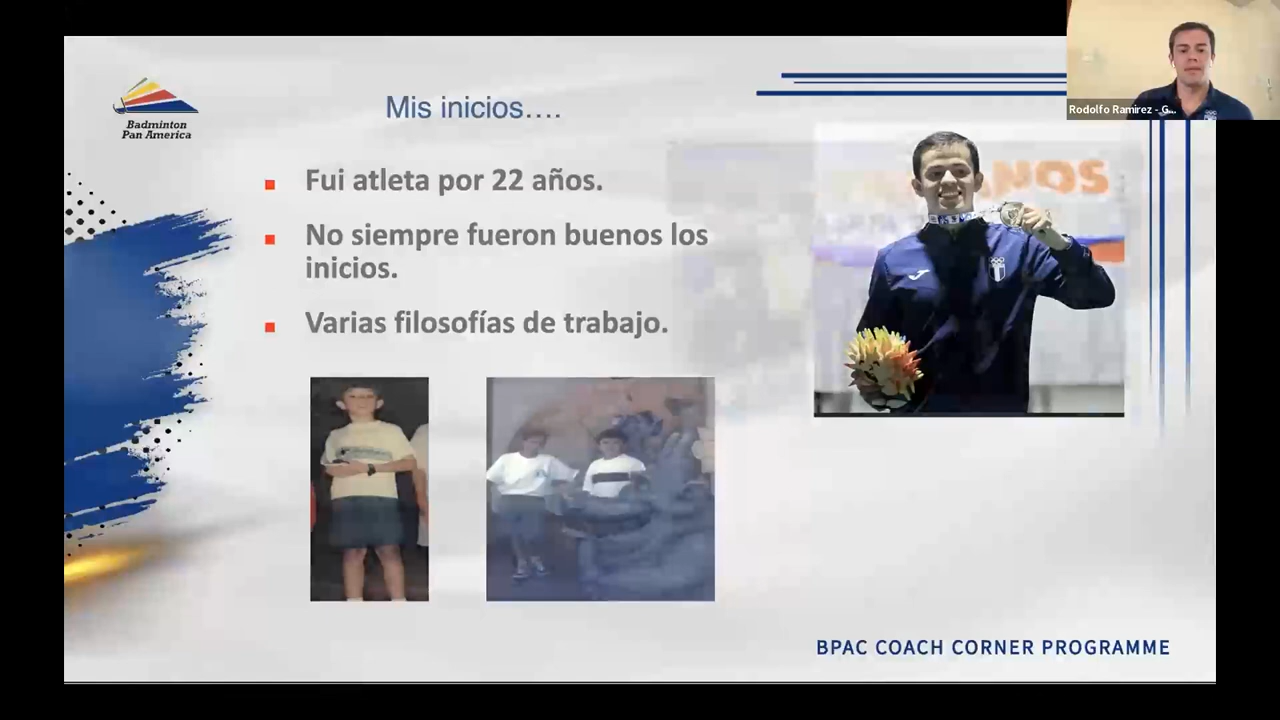 Badminton
Pan America
Mis inicios....
Rodolfo Ramirez - G...
Fui atleta por 22 años.
No siempre fueron buenos los
inicios.
Varias filosofías de trabajo.
ANOS
BPAC COACH CORNER PROGRAMME